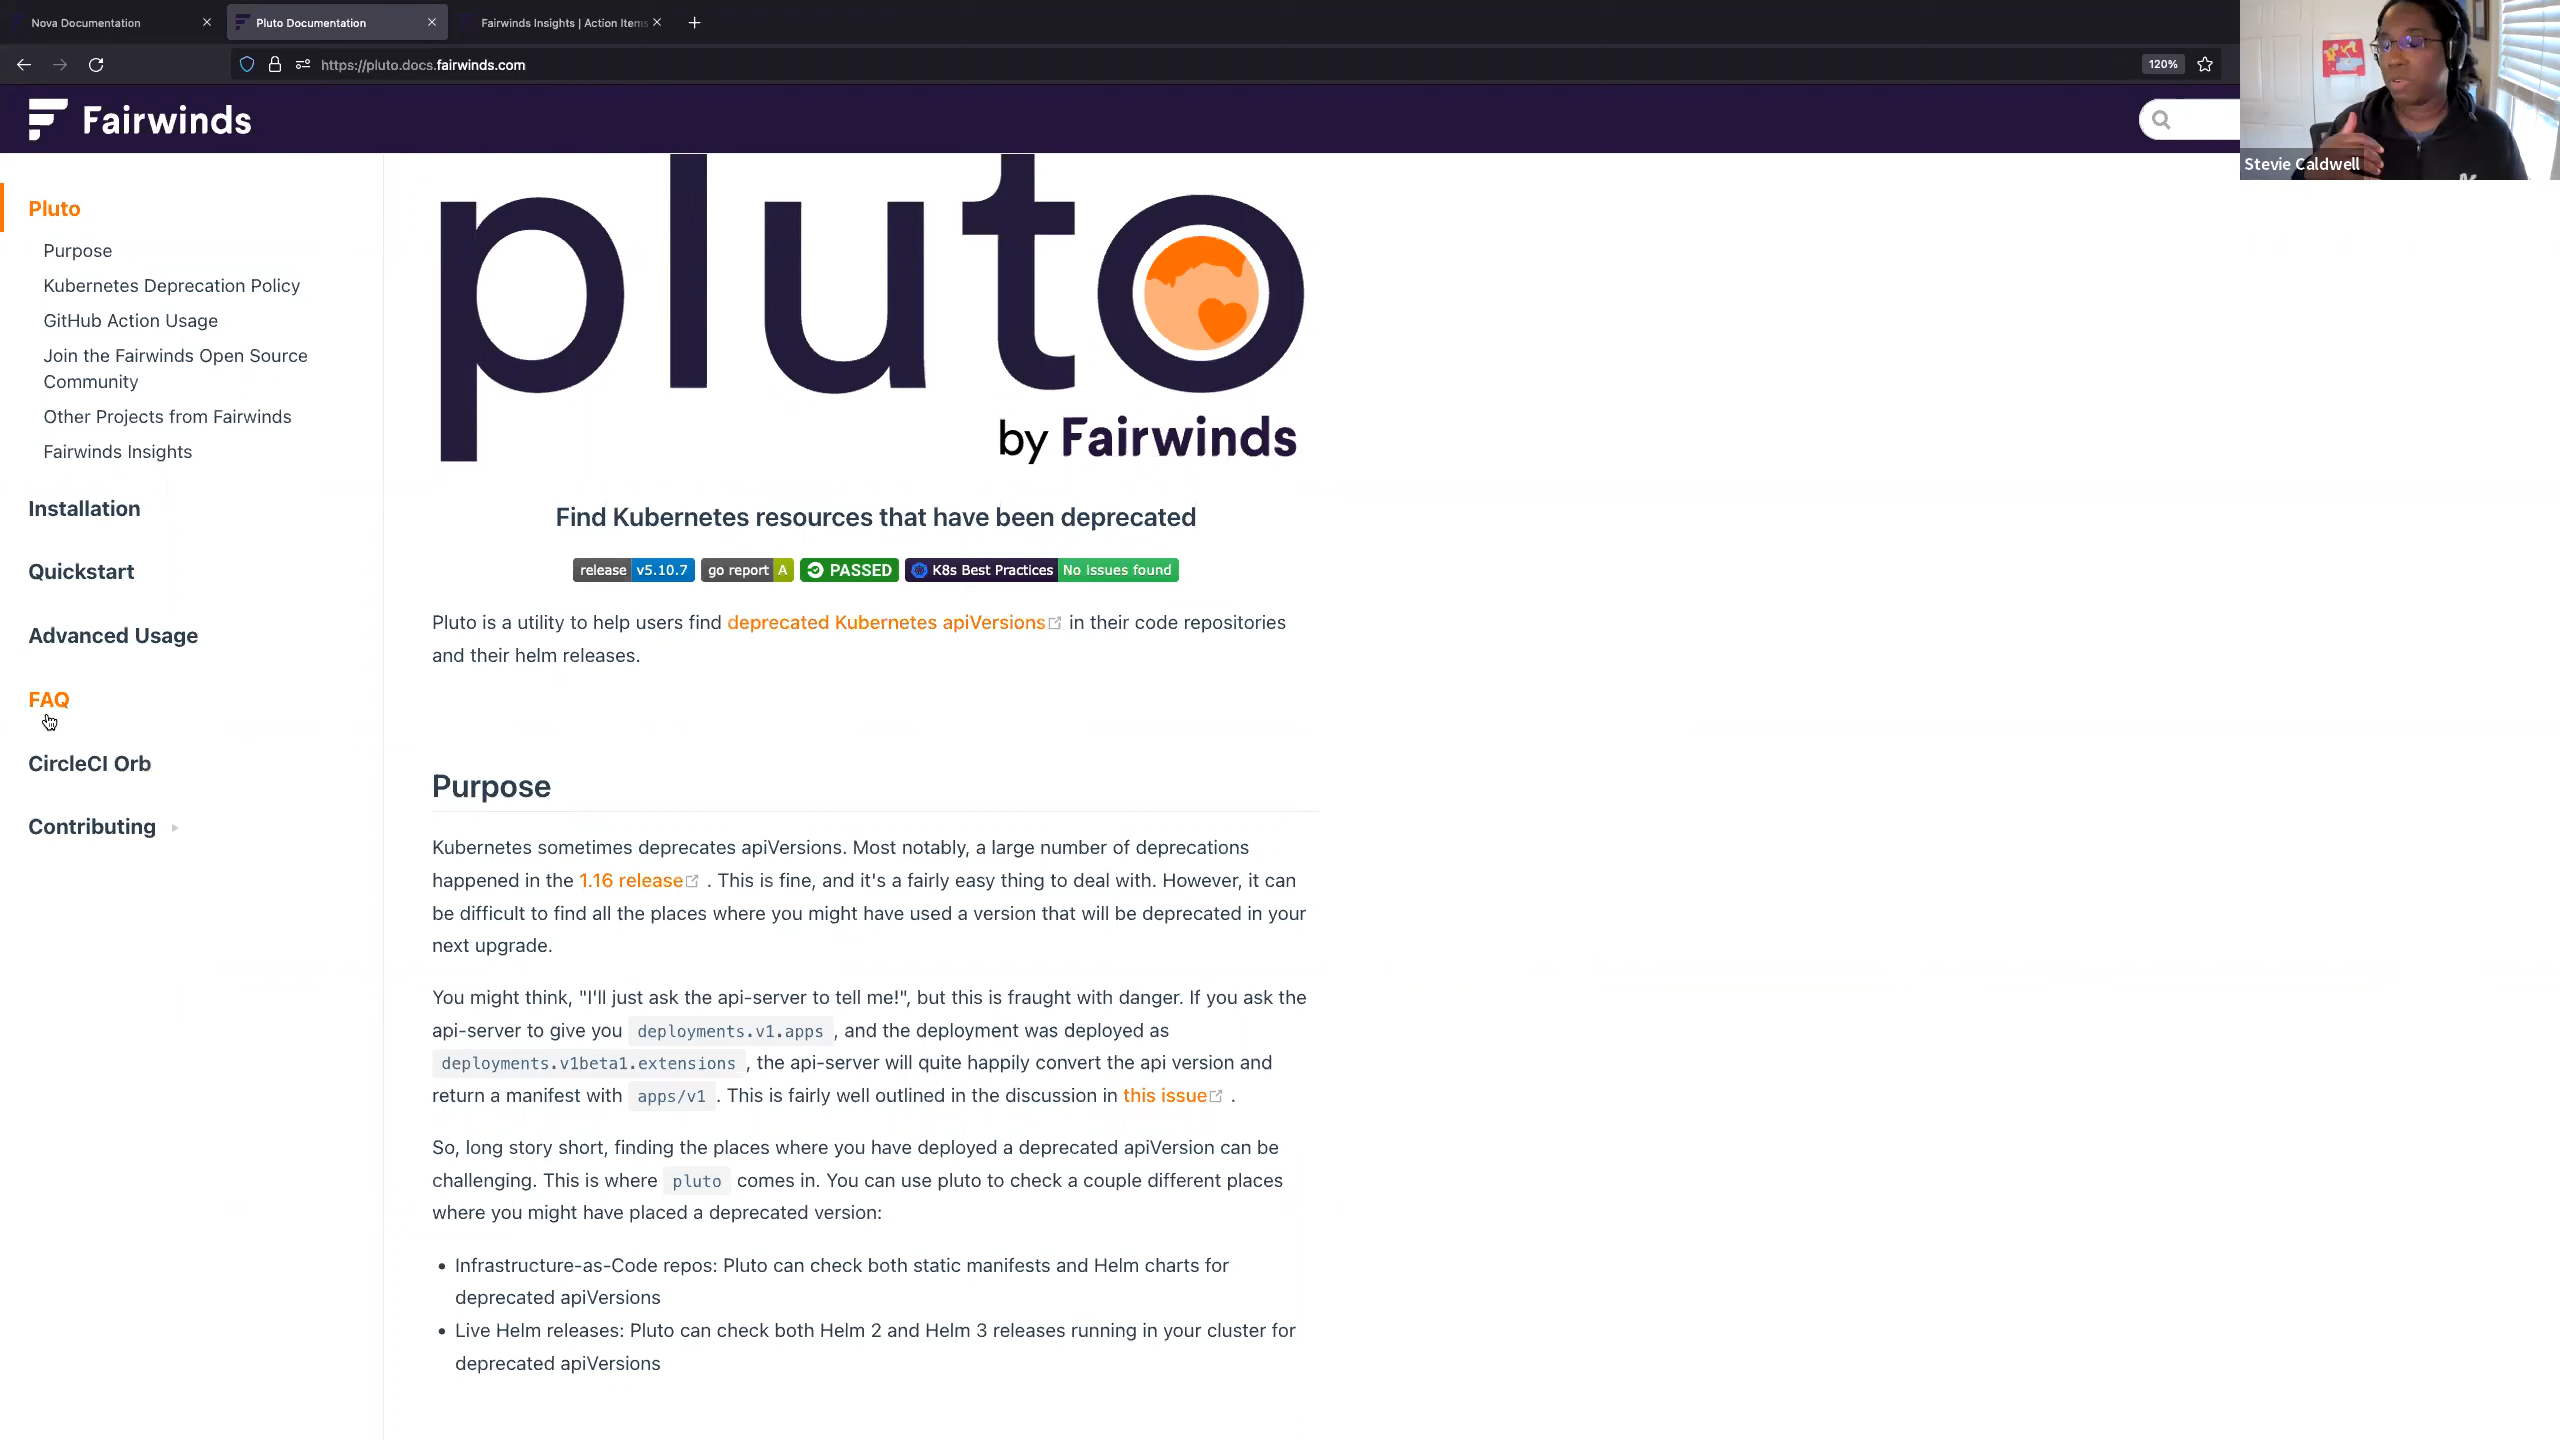 Nova Documentation
Pluto Documentation
Fairwinds Insights | Action Items
https://pluto.docs.fairwinds.com
120%
Fairwinds
Stevie Caldwell
Pluto
Purpose
Kubernetes Deprecation Policy
GitHub Action Usage
Join the Fairwinds Open Source
Community
Other Projects from Fairwinds
Fairwinds Insights
Installation
Quickstart
Advanced Usage
FAQ
CircleCI Orb
Contributing
pluto
by Fairwinds
Find Kubernetes resources that have been deprecated
release v5.10.7 go report A PASSED K8s Best Practices No issues found
Pluto is a utility to help users find deprecated Kubernetes apiVersions in their code repositories
and their helm releases.
Purpose
Kubernetes sometimes deprecates apiVersions. Most notably, a large number of deprecations
happened in the 1.16 release . This is fine, and it's a fairly easy thing to deal with. However, it can
be difficult to find all the places where you might have used a version that will be deprecated in your
next upgrade.
You might think, "I'll just ask the api-server to tell me!", but this is fraught with danger. If you ask the
api-server to give you deployments.v1.apps , and the deployment was deployed as
deployments.v1beta1.extensions , the api-server will quite happily convert the api version and
return a manifest with apps/v1 . This is fairly well outlined in the discussion in this issue .
So, long story short, finding the places where you have deployed a deprecated apiVersion can be
challenging. This is where pluto comes in. You can use pluto to check a couple different places
where you might have placed a deprecated version:
• Infrastructure-as-Code repos: Pluto can check both static manifests and Helm charts for
deprecated apiVersions
• Live Helm releases: Pluto can check both Helm 2 and Helm 3 releases running in your cluster for
deprecated apiVersions